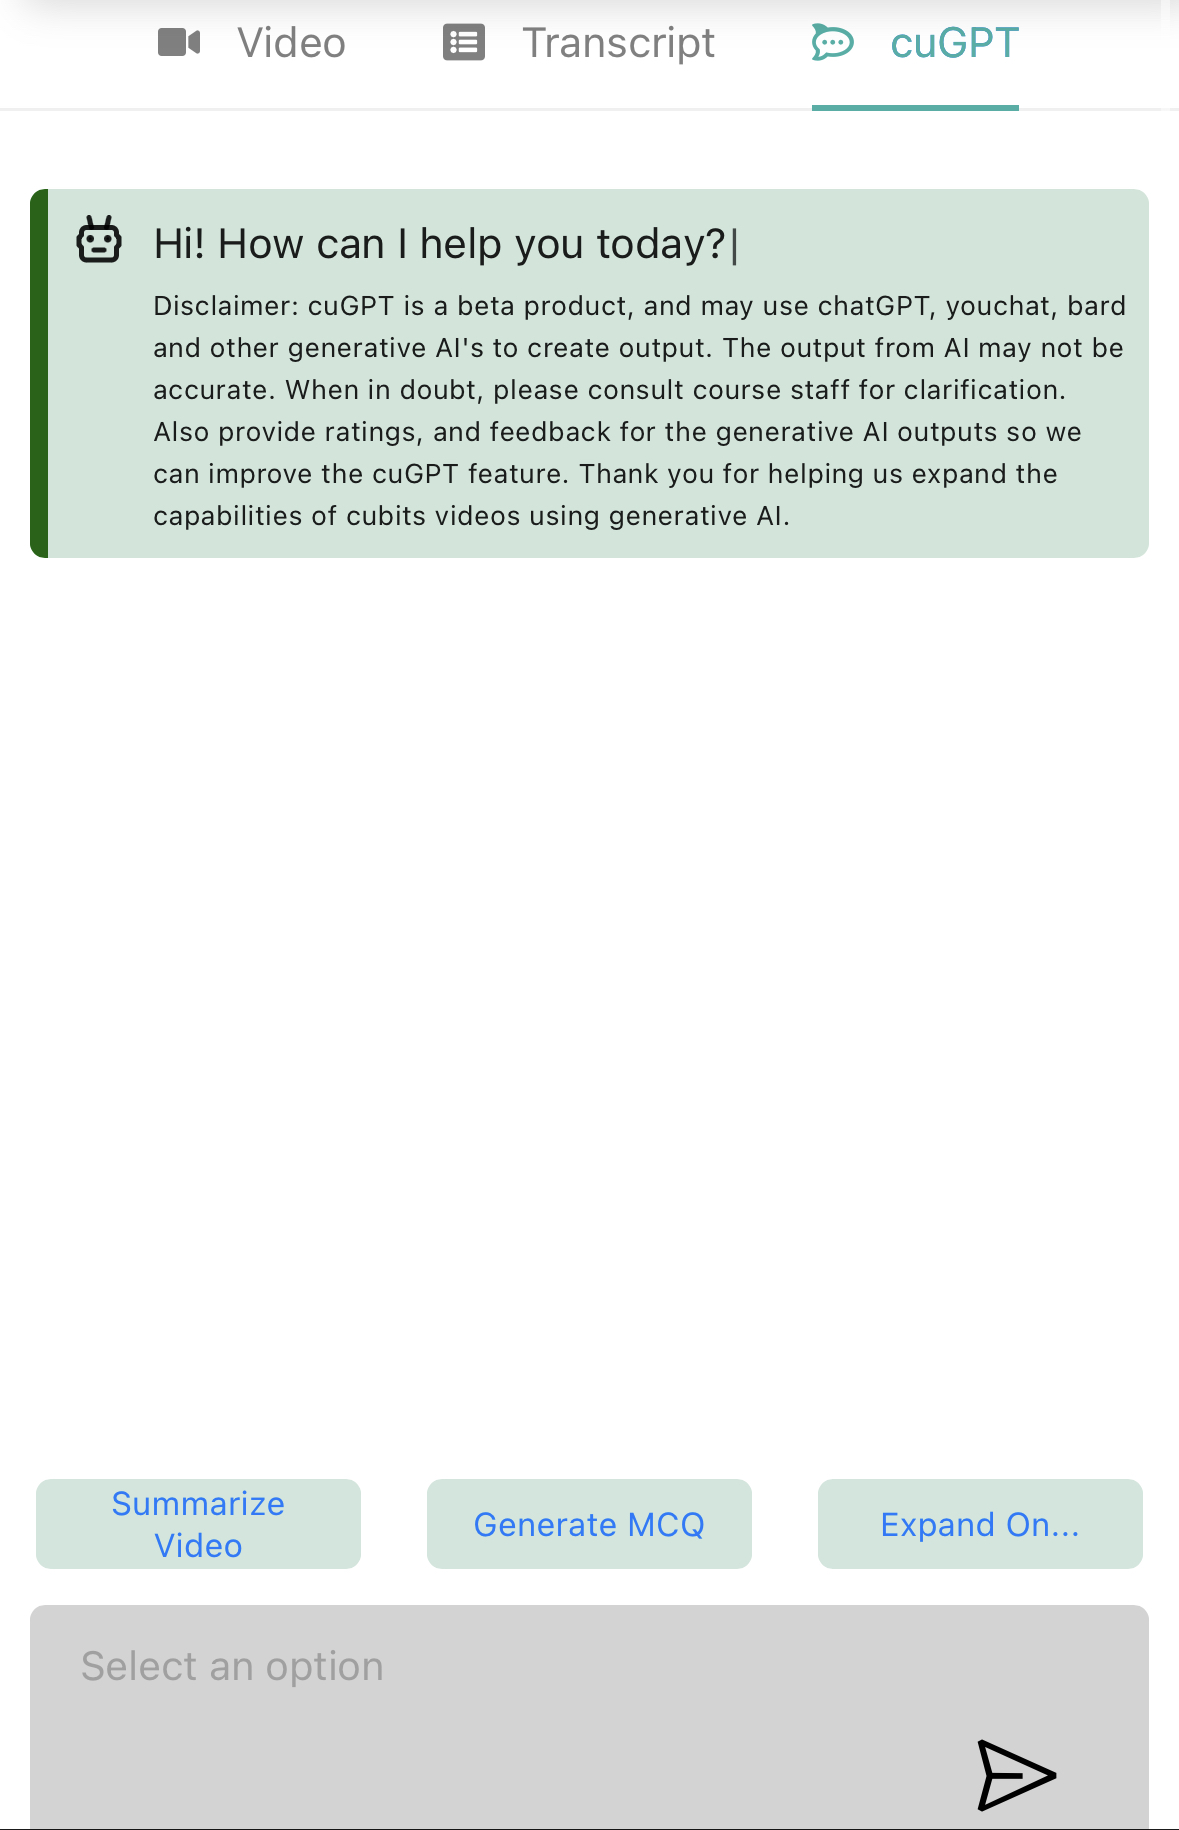 Video
Transcript
cuGPT
Hi! How can I help you today?|
Disclaimer: cuGPT is a beta product, and may use chatGPT, youchat, bard
and other generative AI's to create output. The output from AI may not be
accurate. When in doubt, please consult course staff for clarification.
Also provide ratings, and feedback for the generative AI outputs so we
can improve the cuGPT feature. Thank you for helping us expand the
capabilities of cubits videos using generative AI.
Summarize
Video
Generate MCQ
Expand On...
Select an option